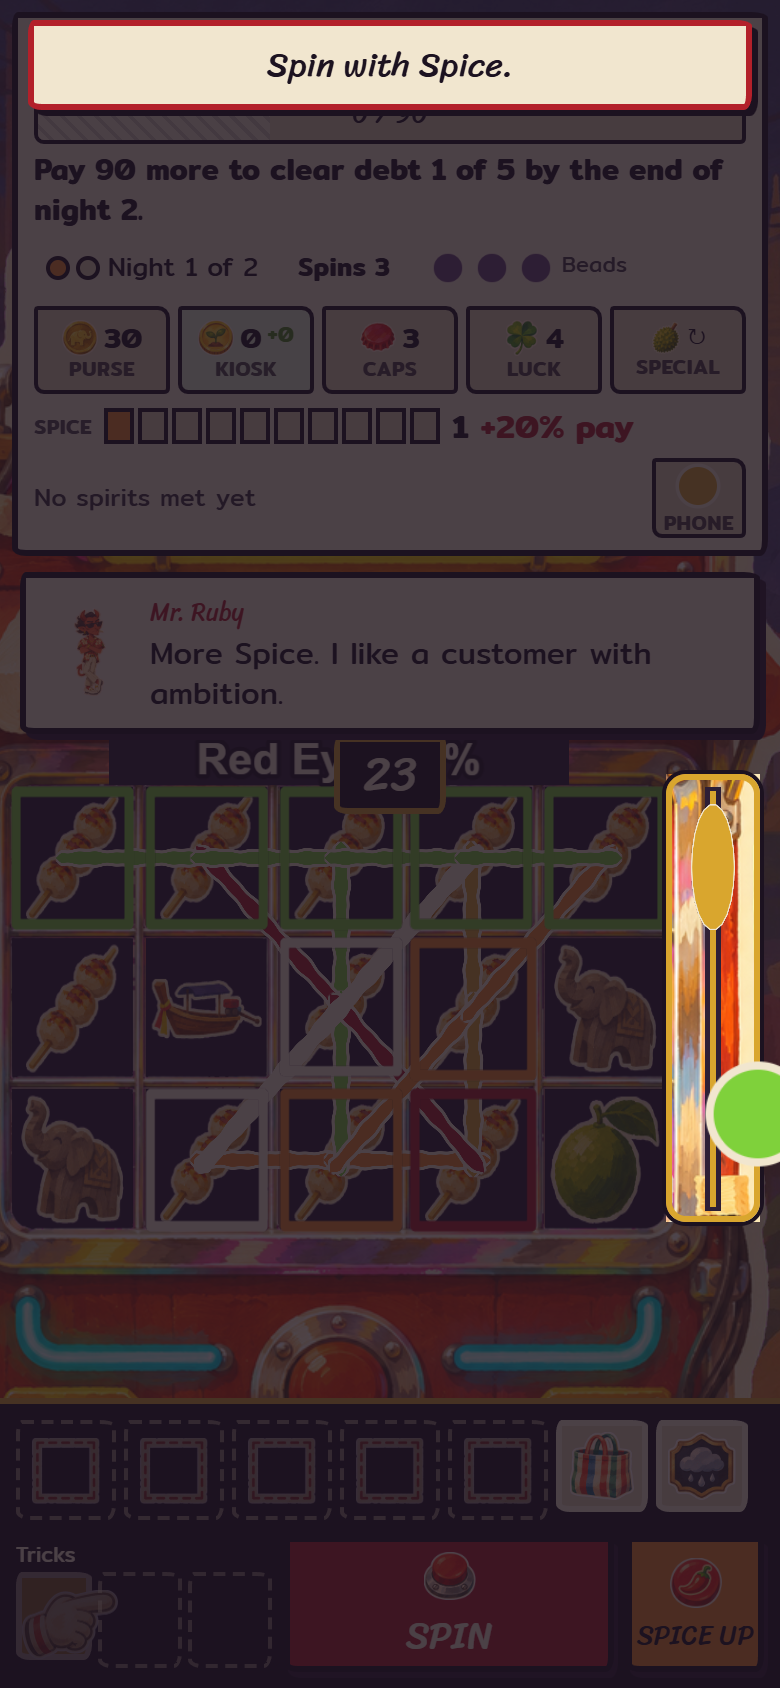 Spin with Spice.
Pay 90 more to clear debt 1 of 5 by the end of
night 2.
Night 1 of 2 Spins 3 Beads
30 0 +0 3 4
PURSE KIOSK CAPS LUCK SPECIAL
SPICE 1 +20% pay
No spirits met yet
PHONE
Mr. Ruby
More Spice. I like a customer with
ambition.
Red %
23
Tricks
SPIN
SPICE UP